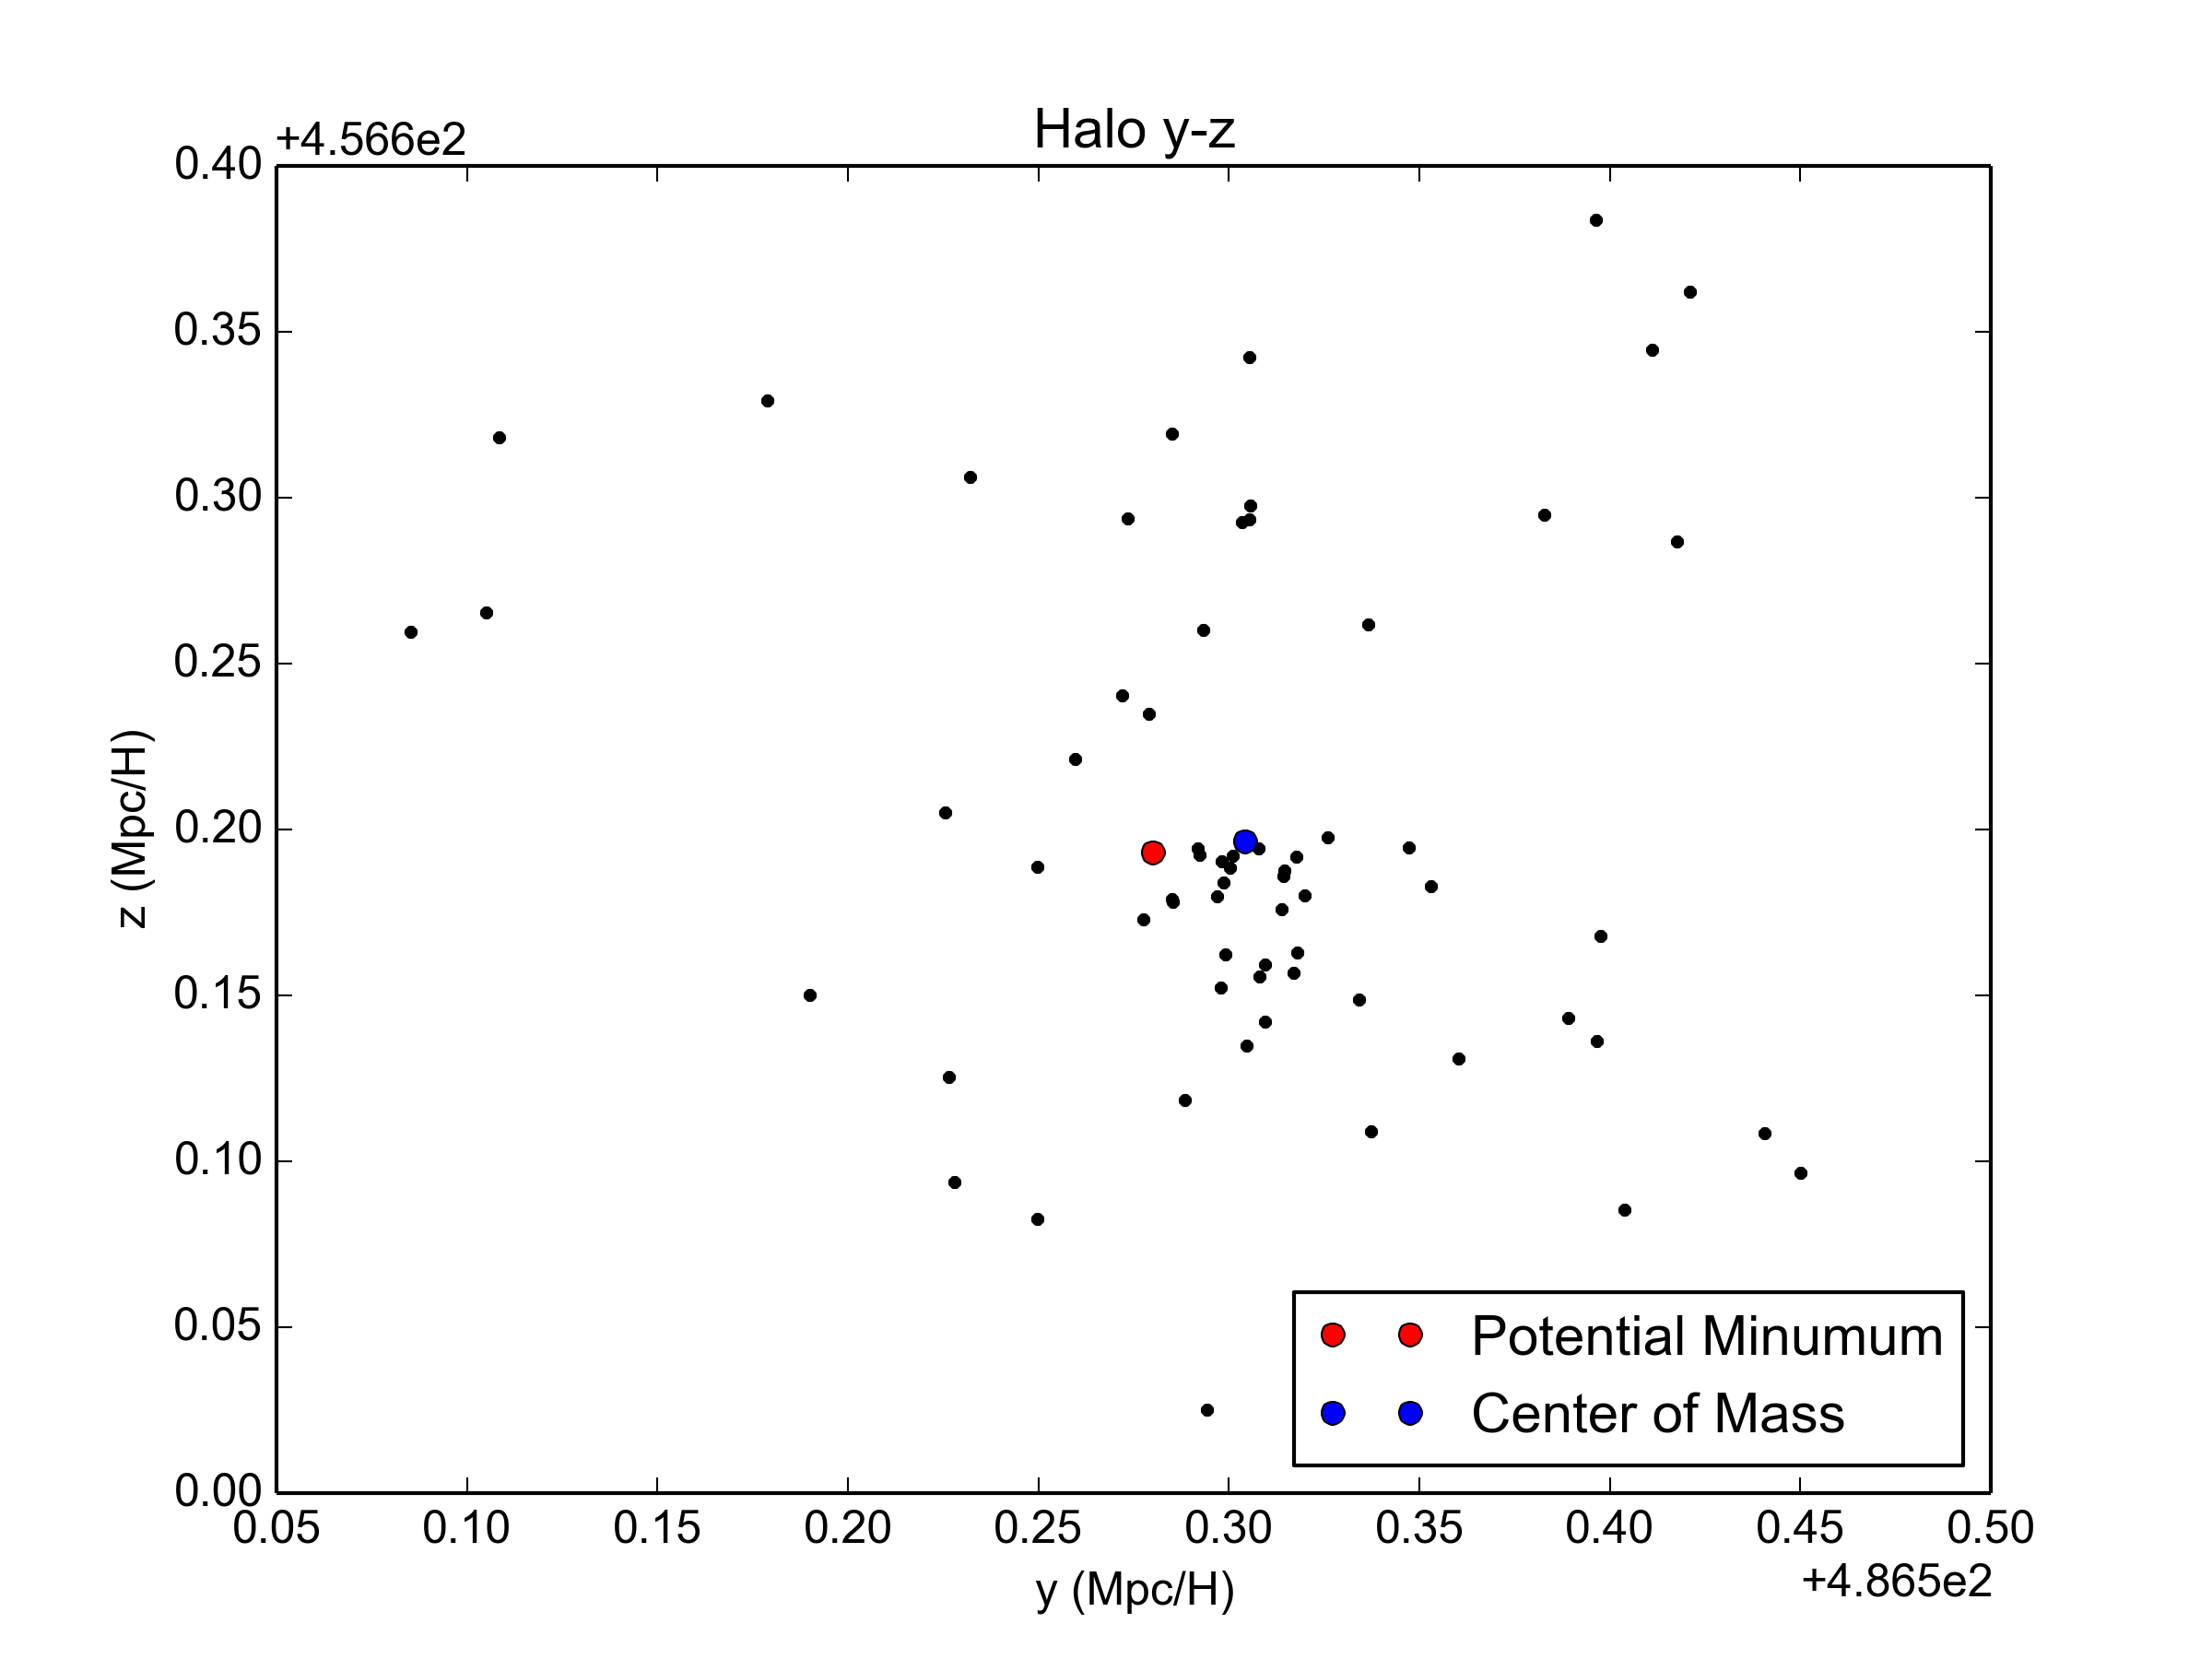 Halo y-z
+4.566e2
0.40
0.35
0.30
0.25
0.20
0.15
0.10
0.05
0.00
z (Mpc/H)
Potential Minumum
Center of Mass
0.05 0.10 0.15 0.20 0.25 0.30 0.35 0.40 0.45 0.50
+4.865e2
y (Mpc/H)